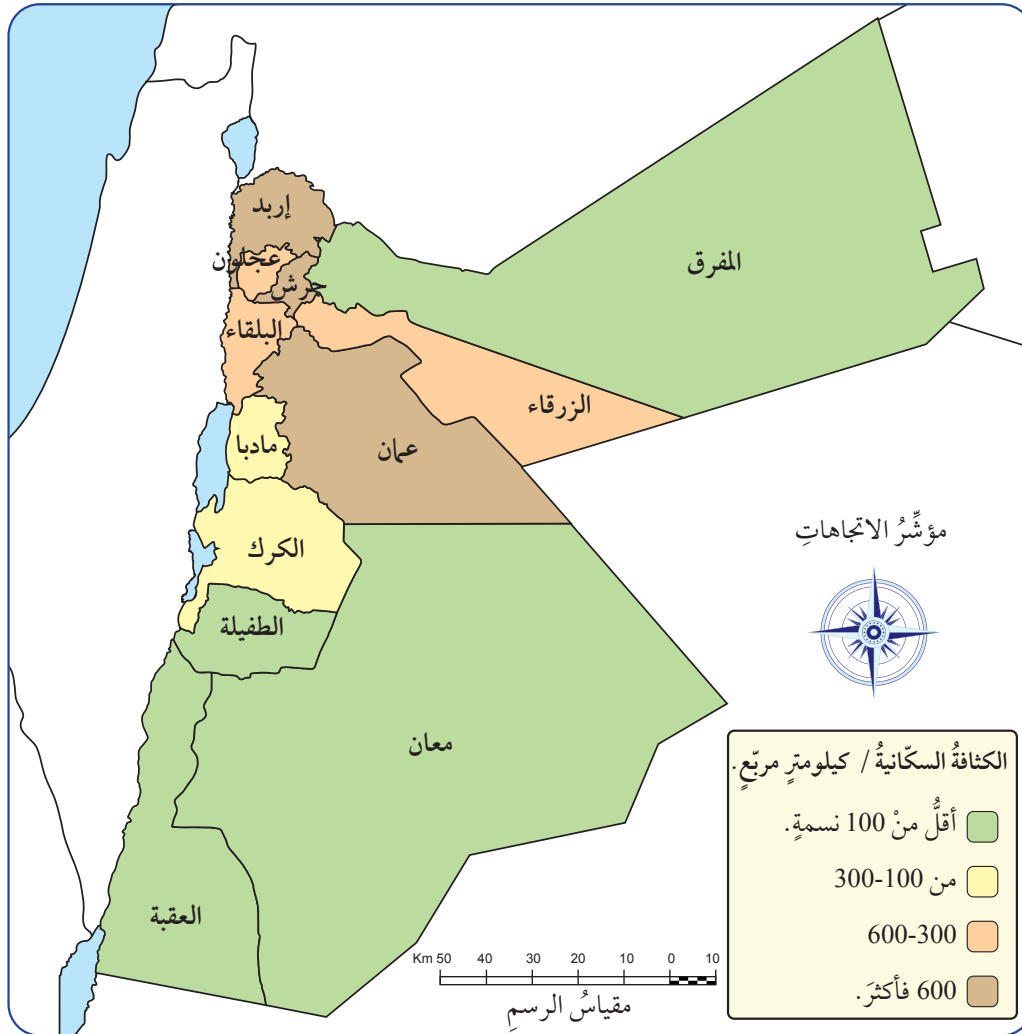 إربد
عجلون
جرش
المفرق
البلقاء
الزرقاء
مادبا
عمان
الكرك
الطفيلة
معان
العقبة
مؤشِّرُ الاتجاهاتِ
الكثافةُ السكّانيةُ / كيلومترٍ مربّعٍ.
أقلُّ منْ 100 نسمةٍ.
من 100-300
300-600
600 فأكثرَ.
Km 50 40 30 20 10 0 10
مقياسُ الرسمِ